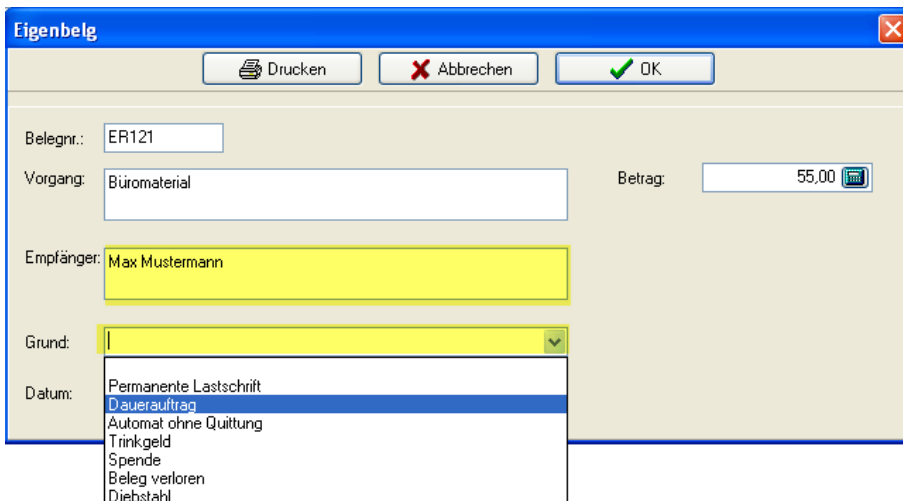 Eigenbelg
Drucken Abbrechen OK
Belegnr.: ER121
Vorgang: Büromaterial Betrag: 55,00
Empfänger: Max Mustermann
Grund:
Permanente Lastschrift
Datum:
Dauerauftrag
Automat ohne Quittung
Trinkgeld
Spende
Beleg verloren
Diebstahl